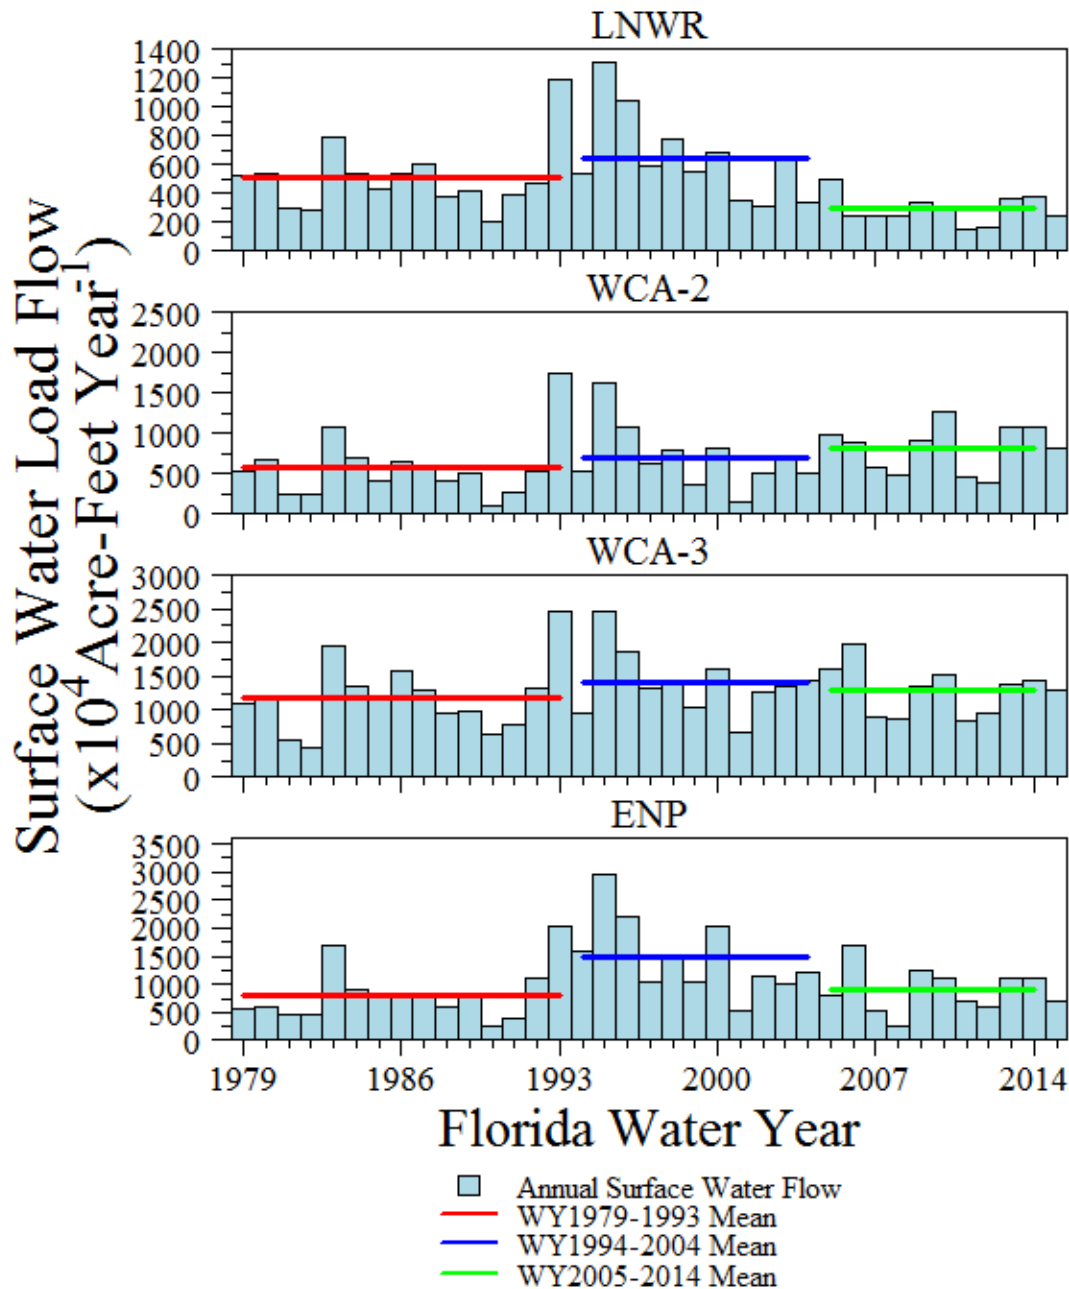 LNWR
1400
1200
1000
800
600
400
200
0
WCA-2
2500
2000
1500
1000
500
0
WCA-3
3000
2500
2000
1500
1000
500
0
ENP
3500
3000
2500
2000
1500
1000
500
0
1979 1986 1993 2000 2007 2014
Surface Water Load Flow
(x10⁴ Acre-Feet Year⁻¹)
Florida Water Year
Annual Surface Water Flow
WY1979-1993 Mean
WY1994-2004 Mean
WY2005-2014 Mean